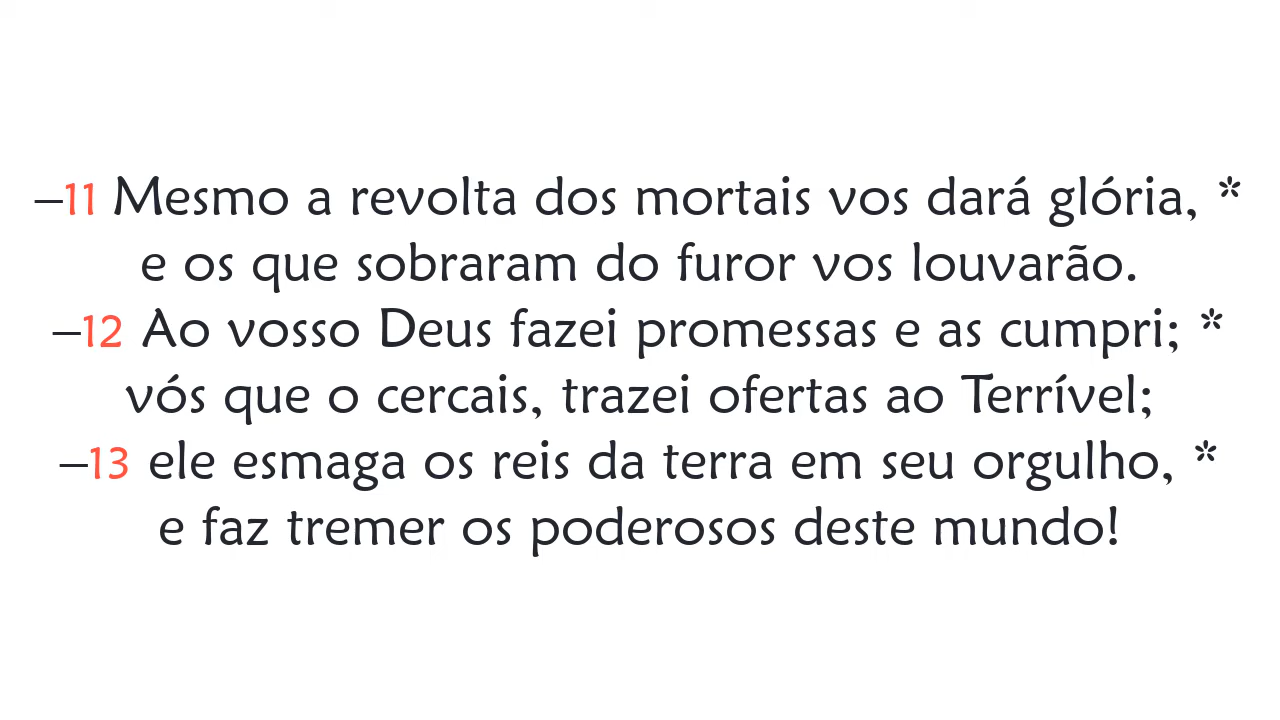 –11 Mesmo a revolta dos mortais vos dará glória, *
e os que sobraram do furor vos louvarão.
–12 Ao vosso Deus fazei promessas e as cumpri; *
vós que o cercais, trazei ofertas ao Terrível;
–13 ele esmaga os reis da terra em seu orgulho, *
e faz tremer os poderosos deste mundo!